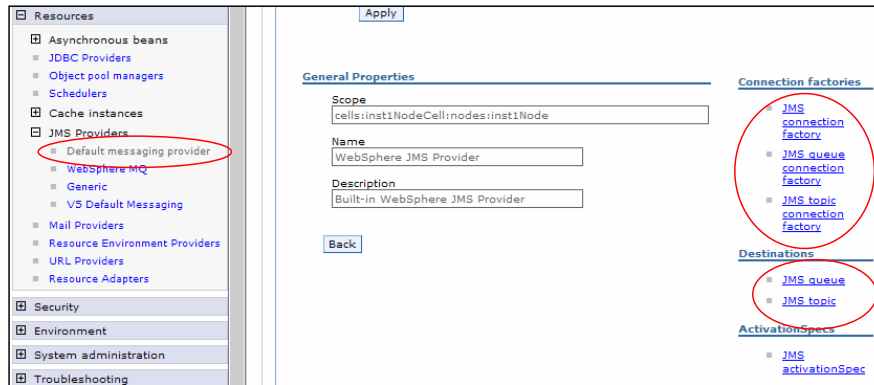 Resources
Asynchronous beans
JDBC Providers
Object pool managers
Schedulers
Cache instances
JMS Providers
Default messaging provider
WebSphere MQ
Generic
V5 Default Messaging
Mail Providers
Resource Environment Providers
URL Providers
Resource Adapters
Security
Environment
System administration
Troubleshooting
Apply
General Properties
Scope
cells:inst1NodeCell:nodes:inst1Node
Name
WebSphere JMS Provider
Description
Built-in WebSphere JMS Provider
Back
Connection factories
JMS
connection
factory
JMS queue
connection
factory
JMS topic
connection
factory
Destinations
JMS queue
JMS topic
ActivationSpecs
JMS
activationSpec